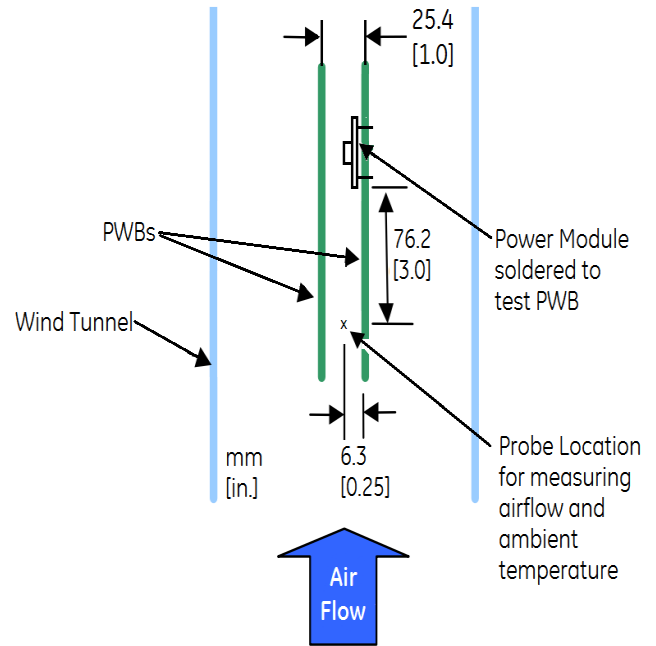 25.4
[1.0]
PWBs
76.2
[3.0]
Power Module
soldered to
test PWB
Wind Tunnel
x
mm
[in.]
6.3
[0.25]
Probe Location
for measuring
airflow and
ambient
temperature
Air
Flow